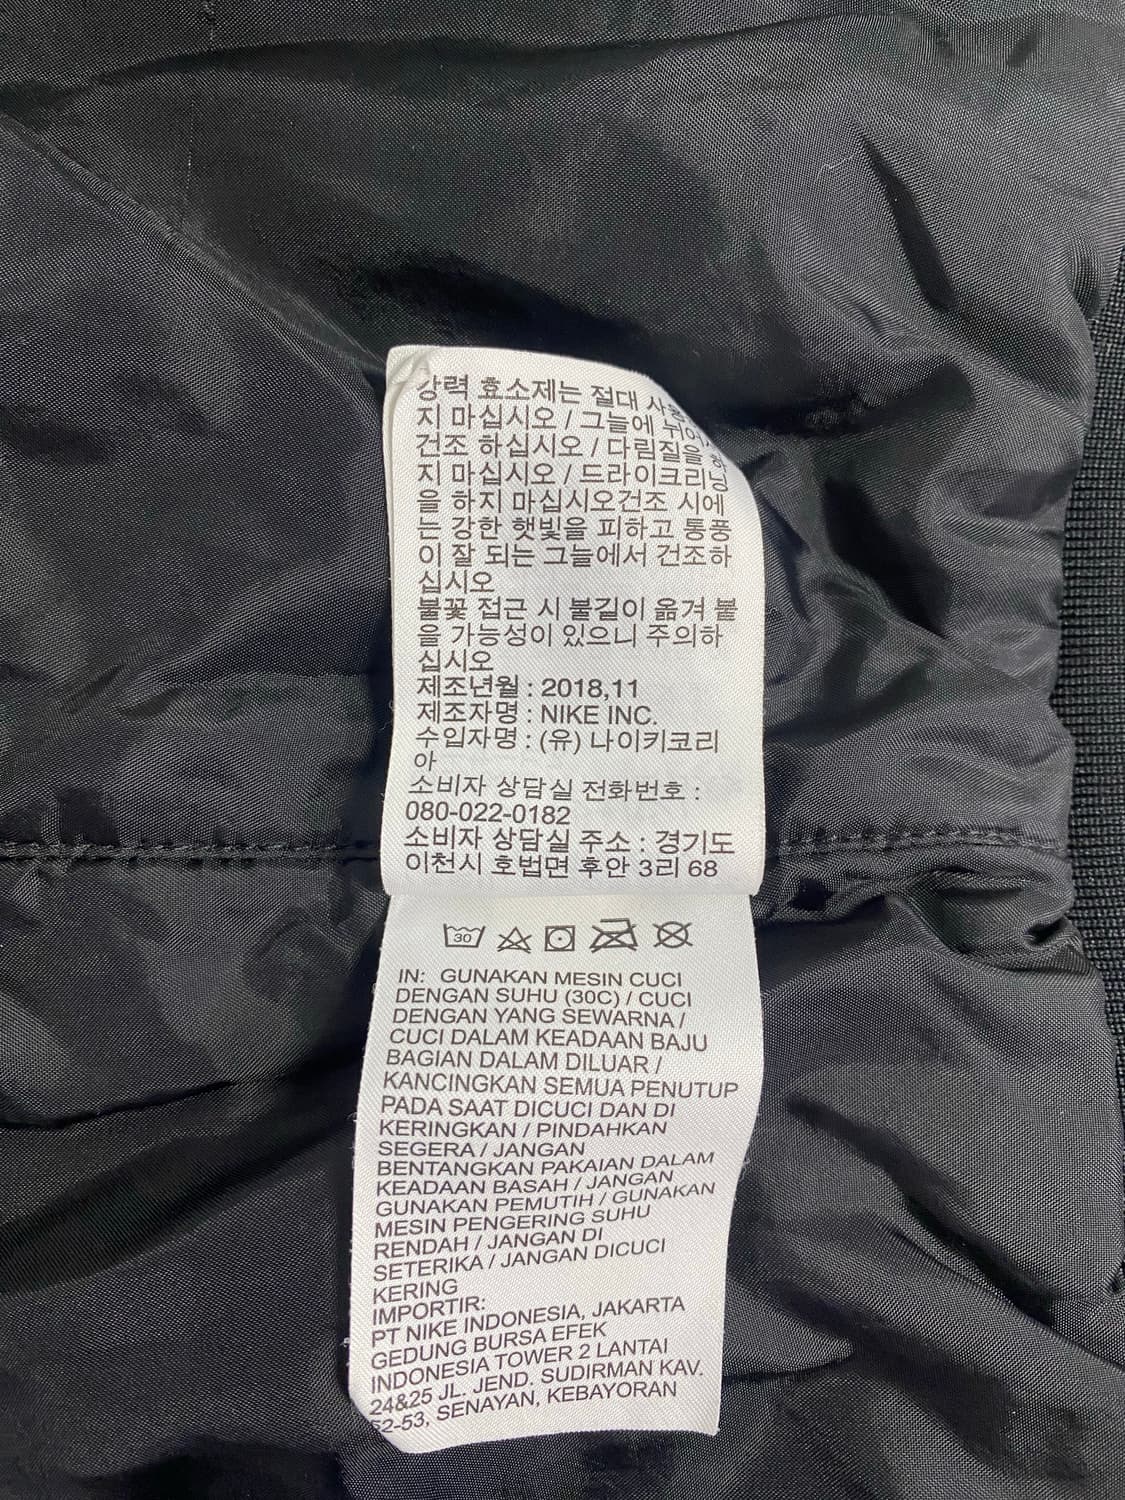 강력 효소제는 절대 사용
지 마십시오 / 그늘에 뉘어서
건조 하십시오 / 다림질을 하
지 마십시오 / 드라이크리닝
을 하지 마십시오건조 시에
는 강한 햇빛을 피하고 통풍
이 잘 되는 그늘에서 건조하
십시오
불꽃 접근 시 불길이 옮겨 붙
을 가능성이 있으니 주의하
십시오
제조년월 : 2018,11
제조자명 : NIKE INC.
수입자명 : (유) 나이키코리
아
소비자 상담실 전화번호 :
080-022-0182
소비자 상담실 주소 : 경기도
이천시 호법면 후안 3리 68
30
IN: GUNAKAN MESIN CUCI
DENGAN SUHU (30C) / CUCI
DENGAN YANG SEWARNA /
CUCI DALAM KEADAAN BAJU
BAGIAN DALAM DILUAR /
KANCINGKAN SEMUA PENUTUP
PADA SAAT DICUCI DAN DI
KERINGKAN / PINDAHKAN
SEGERA / JANGAN
BENTANGKAN PAKAIAN DALAM
KEADAAN BASAH / JANGAN
GUNAKAN PEMUTIH / GUNAKAN
MESIN PENGERING SUHU
RENDAH / JANGAN DI
SETERIKA / JANGAN DICUCI
KERING
IMPORTIR:
PT NIKE INDONESIA, JAKARTA
GEDUNG BURSA EFEK
INDONESIA TOWER 2 LANTAI
24&25 JL. JEND. SUDIRMAN KAV.
52-53, SENAYAN, KEBAYORAN